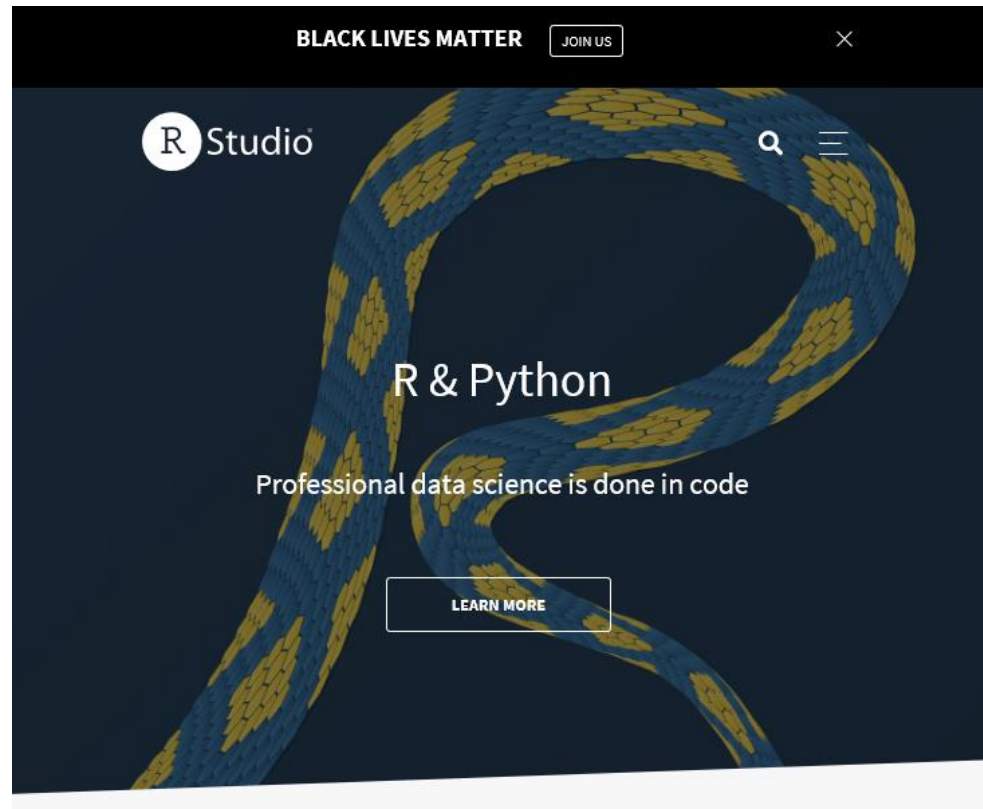 BLACK LIVES MATTER JOIN US
R Studio®
R & Python
Professional data science is done in code
LEARN MORE